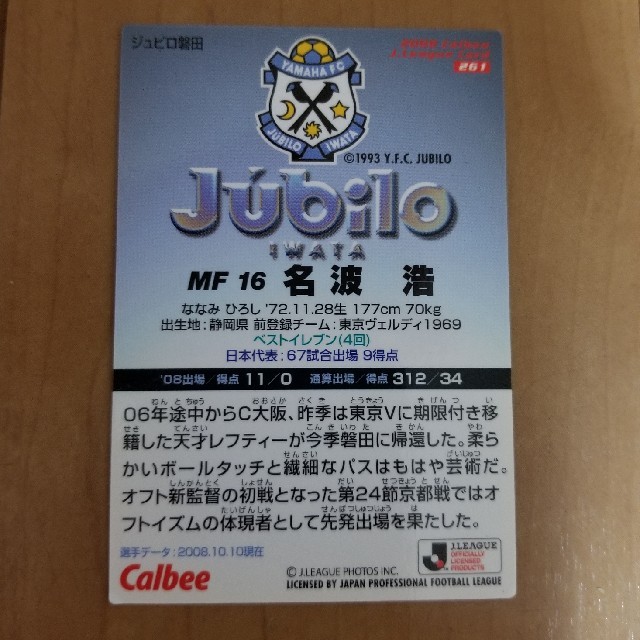 ジュビロ磐田
2008 Calbee
J.League Card
261
YAMAHA FC
JUBILO IWATA
©1993 Y.F.C. JUBILO
Júbilo
IWATA
MF 16 名波 浩
ななみ ひろし '72.11.28生 177cm 70kg
出生地:静岡県 前登録チーム:東京ヴェルディ1969
ベストイレブン(4回)
日本代表:67試合出場 9得点
'08出場/得点 11/0 通算出場/得点 312/34
06年途中からC大阪、昨季は東京Vに期限付き移
籍した天才レフティーが今季磐田に帰還した。柔ら
かいボールタッチと繊細なパスはもはや芸術だ。
オフト新監督の初戦となった第24節京都戦ではオ
フトイズムの体現者として先発出場を果たした。
選手データ:2008.10.10現在
Calbee
J.LEAGUE
OFFICIALLY
LICENSED
PRODUCTS
© J.LEAGUE PHOTOS INC.
LICENSED BY JAPAN PROFESSIONAL FOOTBALL LEAGUE